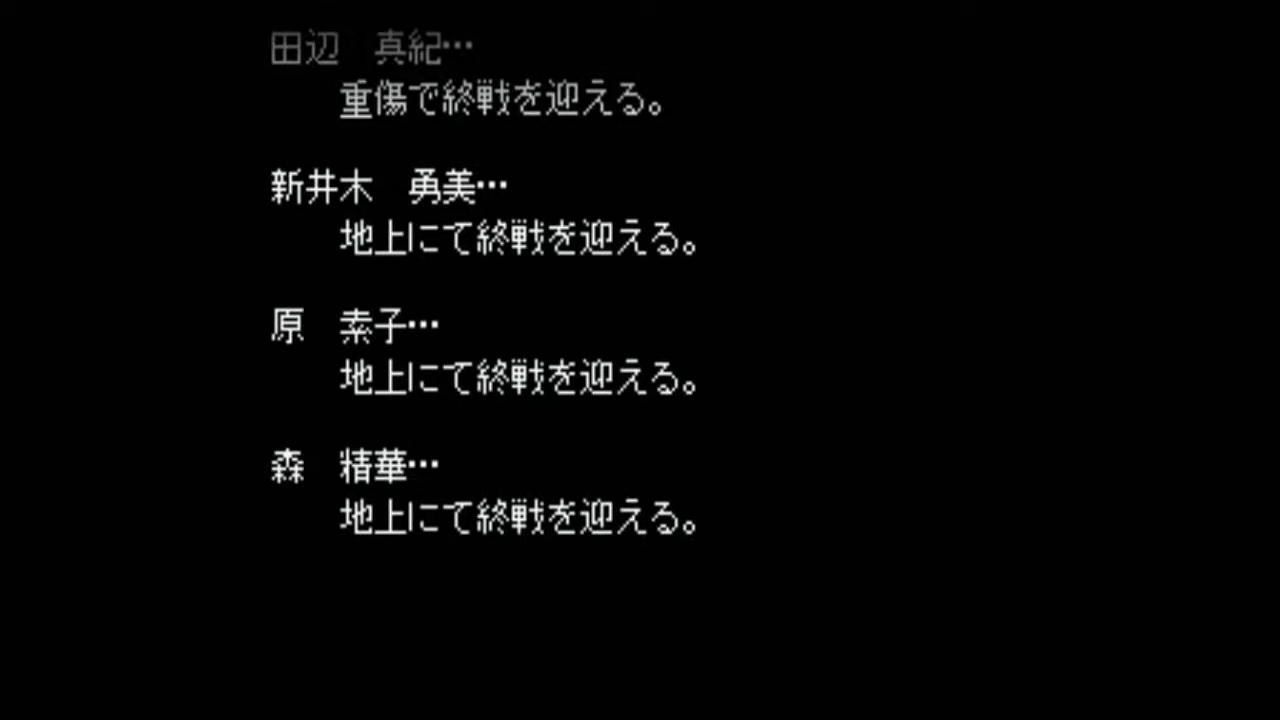 田辺　真紀…
重傷で終戦を迎える。
新井木　勇美…
地上にて終戦を迎える。
原　素子…
地上にて終戦を迎える。
森　精華…
地上にて終戦を迎える。